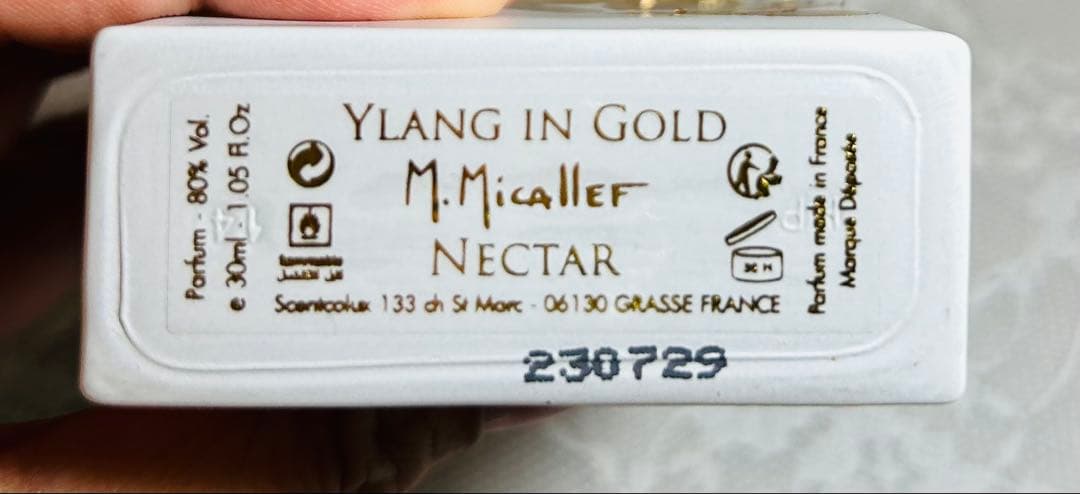 YLANG IN GOLD
M.Micallef
NECTAR
Scenticolux 133 ch St Marc - 06130 GRASSE FRANCE
230729
Parfum - 80% Vol.
e 30ml - 1.05 Fl.Oz
Parfum made in France
Marque Déposée